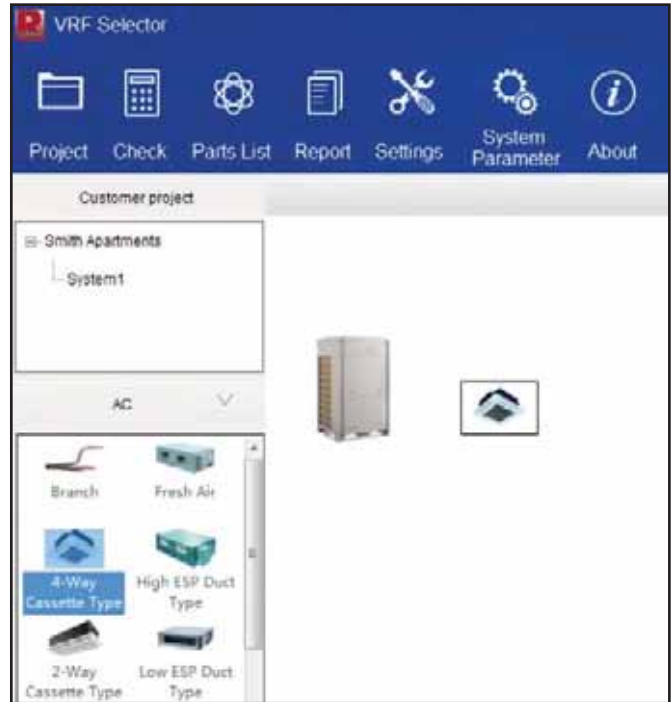 R VRF Selector
Project Check Parts List Report Settings System Parameter About
Customer project
Smith Apartments
System1
AC
Branch Fresh Air
4-Way Cassette Type High ESP Duct Type
2-Way Cassette Type Low ESP Duct Type